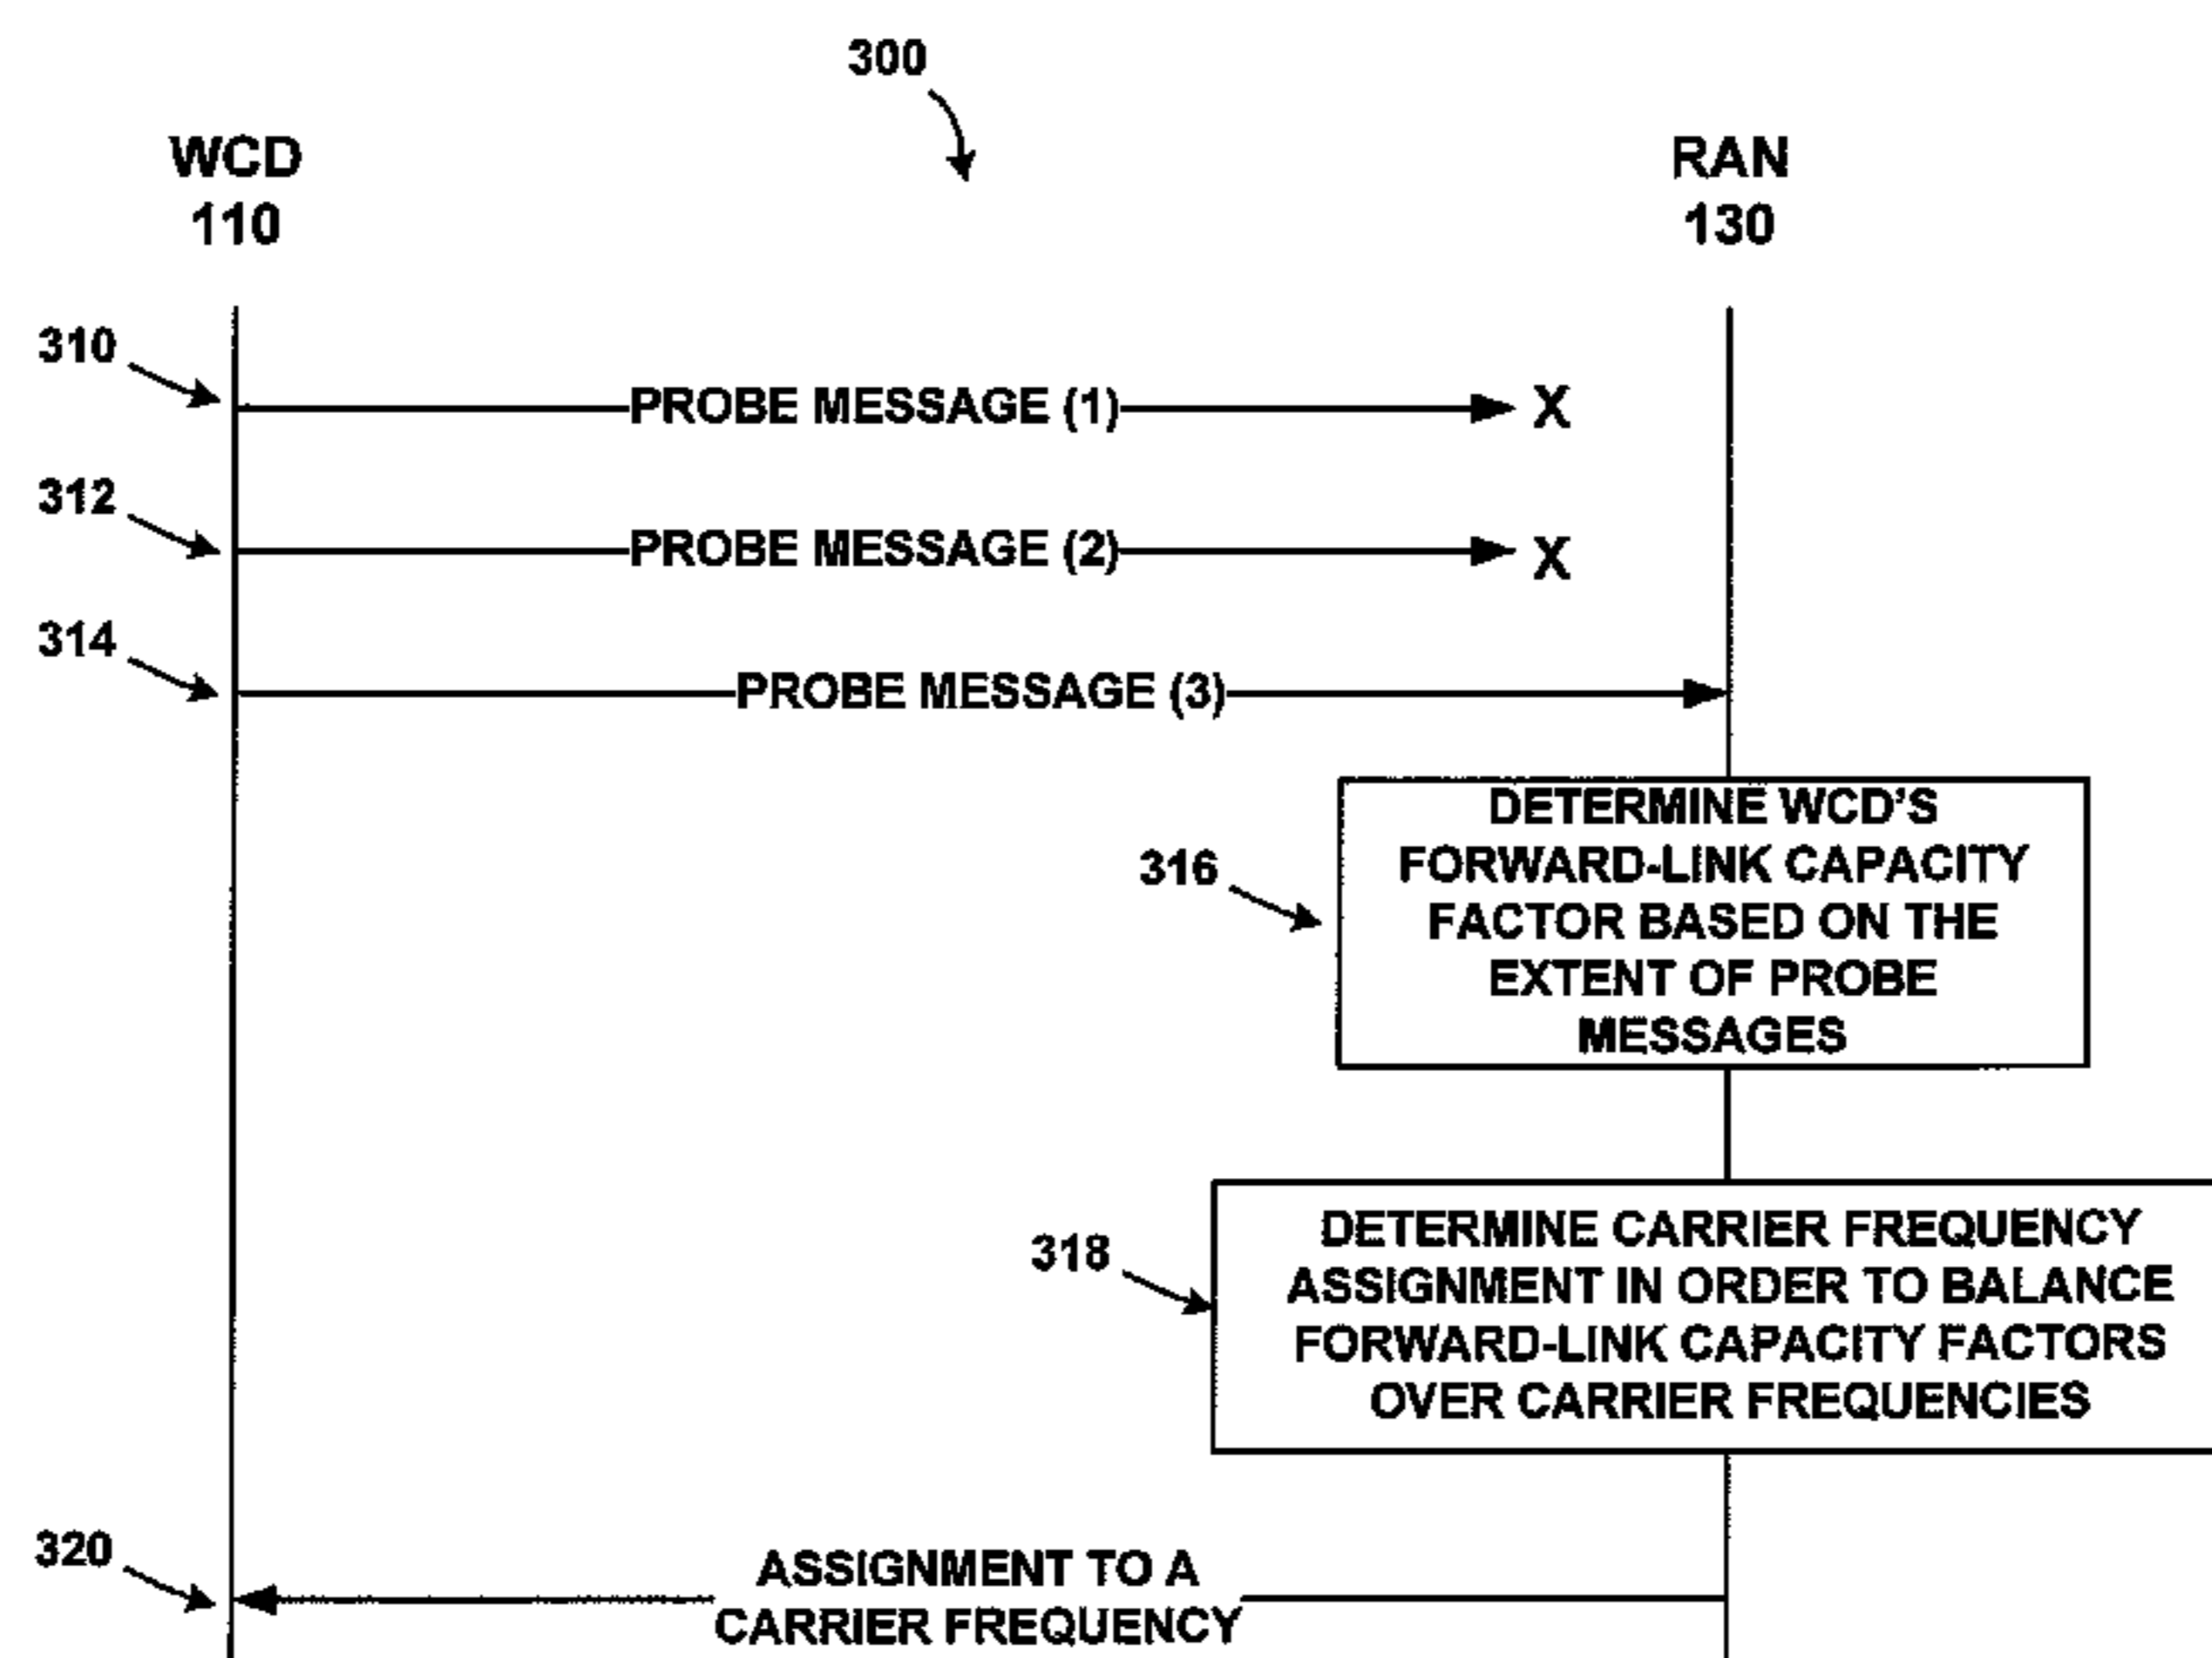 300
WCD
110
RAN
130
310
PROBE MESSAGE (1)
X
312
PROBE MESSAGE (2)
X
314
PROBE MESSAGE (3)
316
DETERMINE WCD'S
FORWARD-LINK CAPACITY
FACTOR BASED ON THE
EXTENT OF PROBE
MESSAGES
318
DETERMINE CARRIER FREQUENCY
ASSIGNMENT IN ORDER TO BALANCE
FORWARD-LINK CAPACITY FACTORS
OVER CARRIER FREQUENCIES
320
ASSIGNMENT TO A
CARRIER FREQUENCY